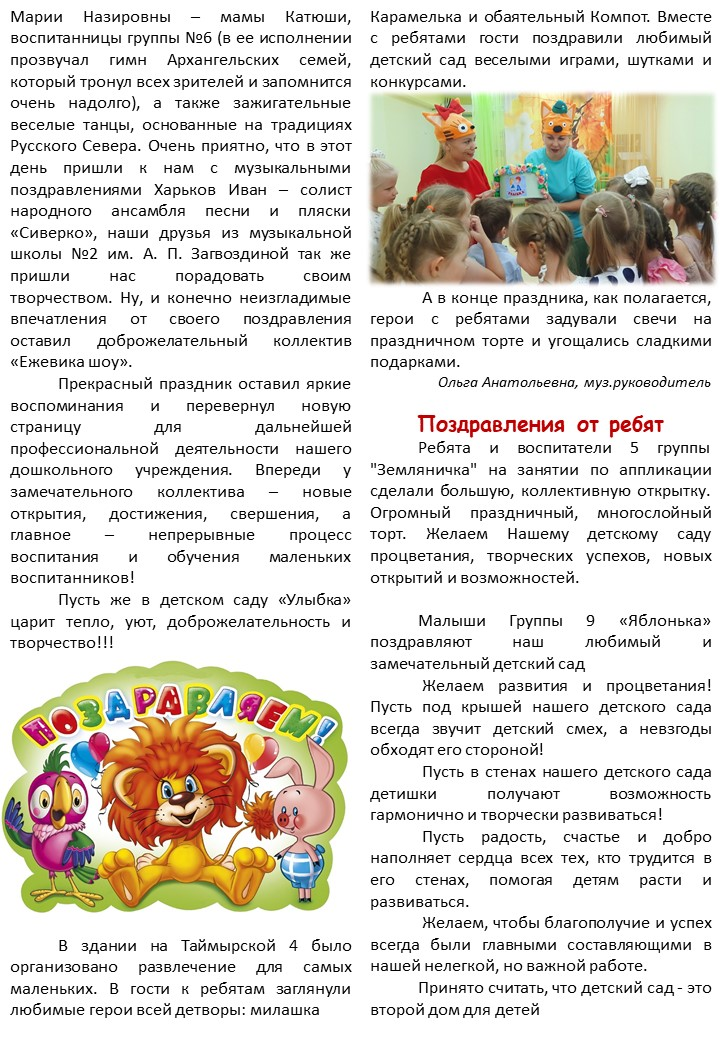 Марии Назировны – мамы Катюши,
воспитанницы группы №6 (в ее исполнении
прозвучал гимн Архангельских семей,
который тронул всех зрителей и запомнится
очень надолго), а также зажигательные
веселые танцы, основанные на традициях
Русского Севера. Очень приятно, что в этот
день пришли к нам с музыкальными
поздравлениями Харьков Иван – солист
народного ансамбля песни и пляски
«Сиверко», наши друзья из музыкальной
школы №2 им. А. П. Загвоздиной так же
пришли нас порадовать своим
творчеством. Ну, и конечно неизгладимые
впечатления от своего поздравления
оставил доброжелательный коллектив
«Ежевика шоу».
Прекрасный праздник оставил яркие
воспоминания и перевернул новую
страницу для дальнейшей
профессиональной деятельности нашего
дошкольного учреждения. Впереди у
замечательного коллектива – новые
открытия, достижения, свершения, а
главное – непрерывные процесс
воспитания и обучения маленьких
воспитанников!
Пусть же в детском саду «Улыбка»
царит тепло, уют, доброжелательность и
творчество!!!
ПОЗДРАВЛЯЕМ!
В здании на Таймырской 4 было
организовано развлечение для самых
маленьких. В гости к ребятам заглянули
любимые герои всей детворы: милашка
Карамелька и обаятельный Компот. Вместе
с ребятами гости поздравили любимый
детский сад веселыми играми, шутками и
конкурсами.
А в конце праздника, как полагается,
герои с ребятами задували свечи на
праздничном торте и угощались сладкими
подарками.
Ольга Анатольевна, муз.руководитель
Поздравления от ребят
Ребята и воспитатели 5 группы
"Земляничка" на занятии по аппликации
сделали большую, коллективную открытку.
Огромный праздничный, многослойный
торт. Желаем Нашему детскому саду
процветания, творческих успехов, новых
открытий и возможностей.
Малыши Группы 9 «Яблонька»
поздравляют наш любимый и
замечательный детский сад
Желаем развития и процветания!
Пусть под крышей нашего детского сада
всегда звучит детский смех, а невзгоды
обходят его стороной!
Пусть в стенах нашего детского сада
детишки получают возможность
гармонично и творчески развиваться!
Пусть радость, счастье и добро
наполняет сердца всех тех, кто трудится в
его стенах, помогая детям расти и
развиваться.
Желаем, чтобы благополучие и успех
всегда были главными составляющими в
нашей нелегкой, но важной работе.
Принято считать, что детский сад - это
второй дом для детей